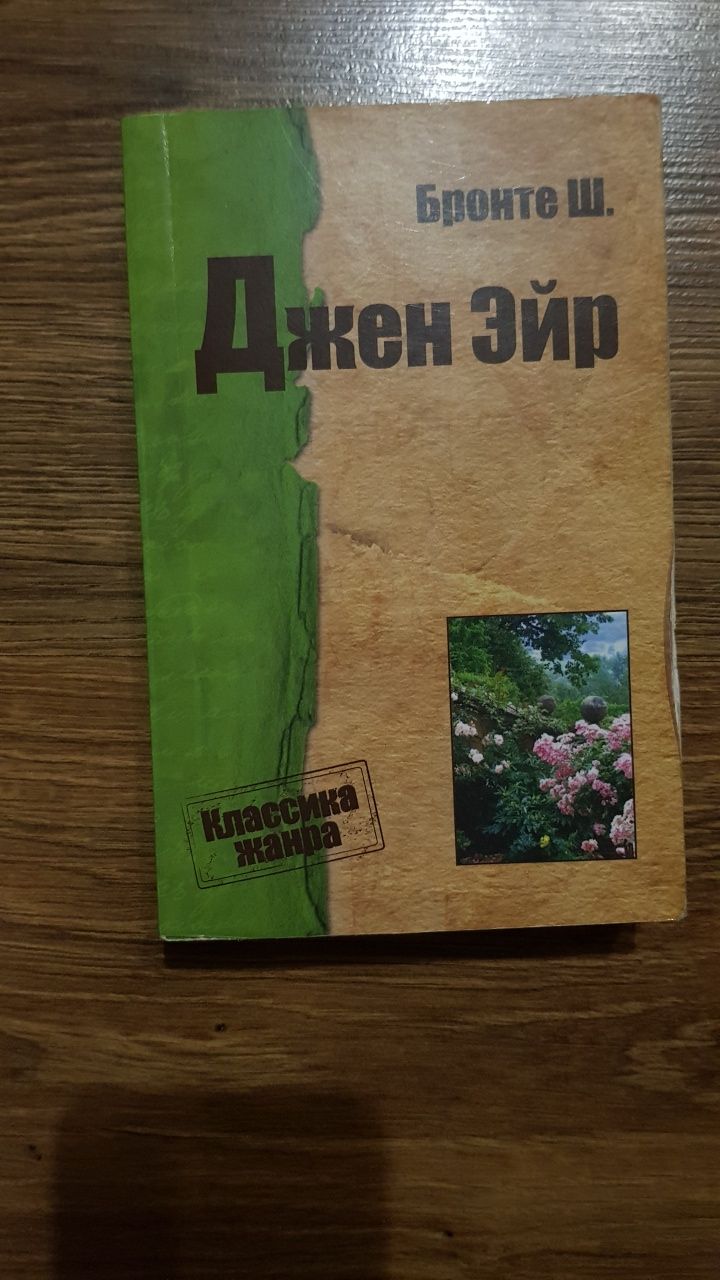 Бронте Ш.
Джен Эйр
Классика
жанра